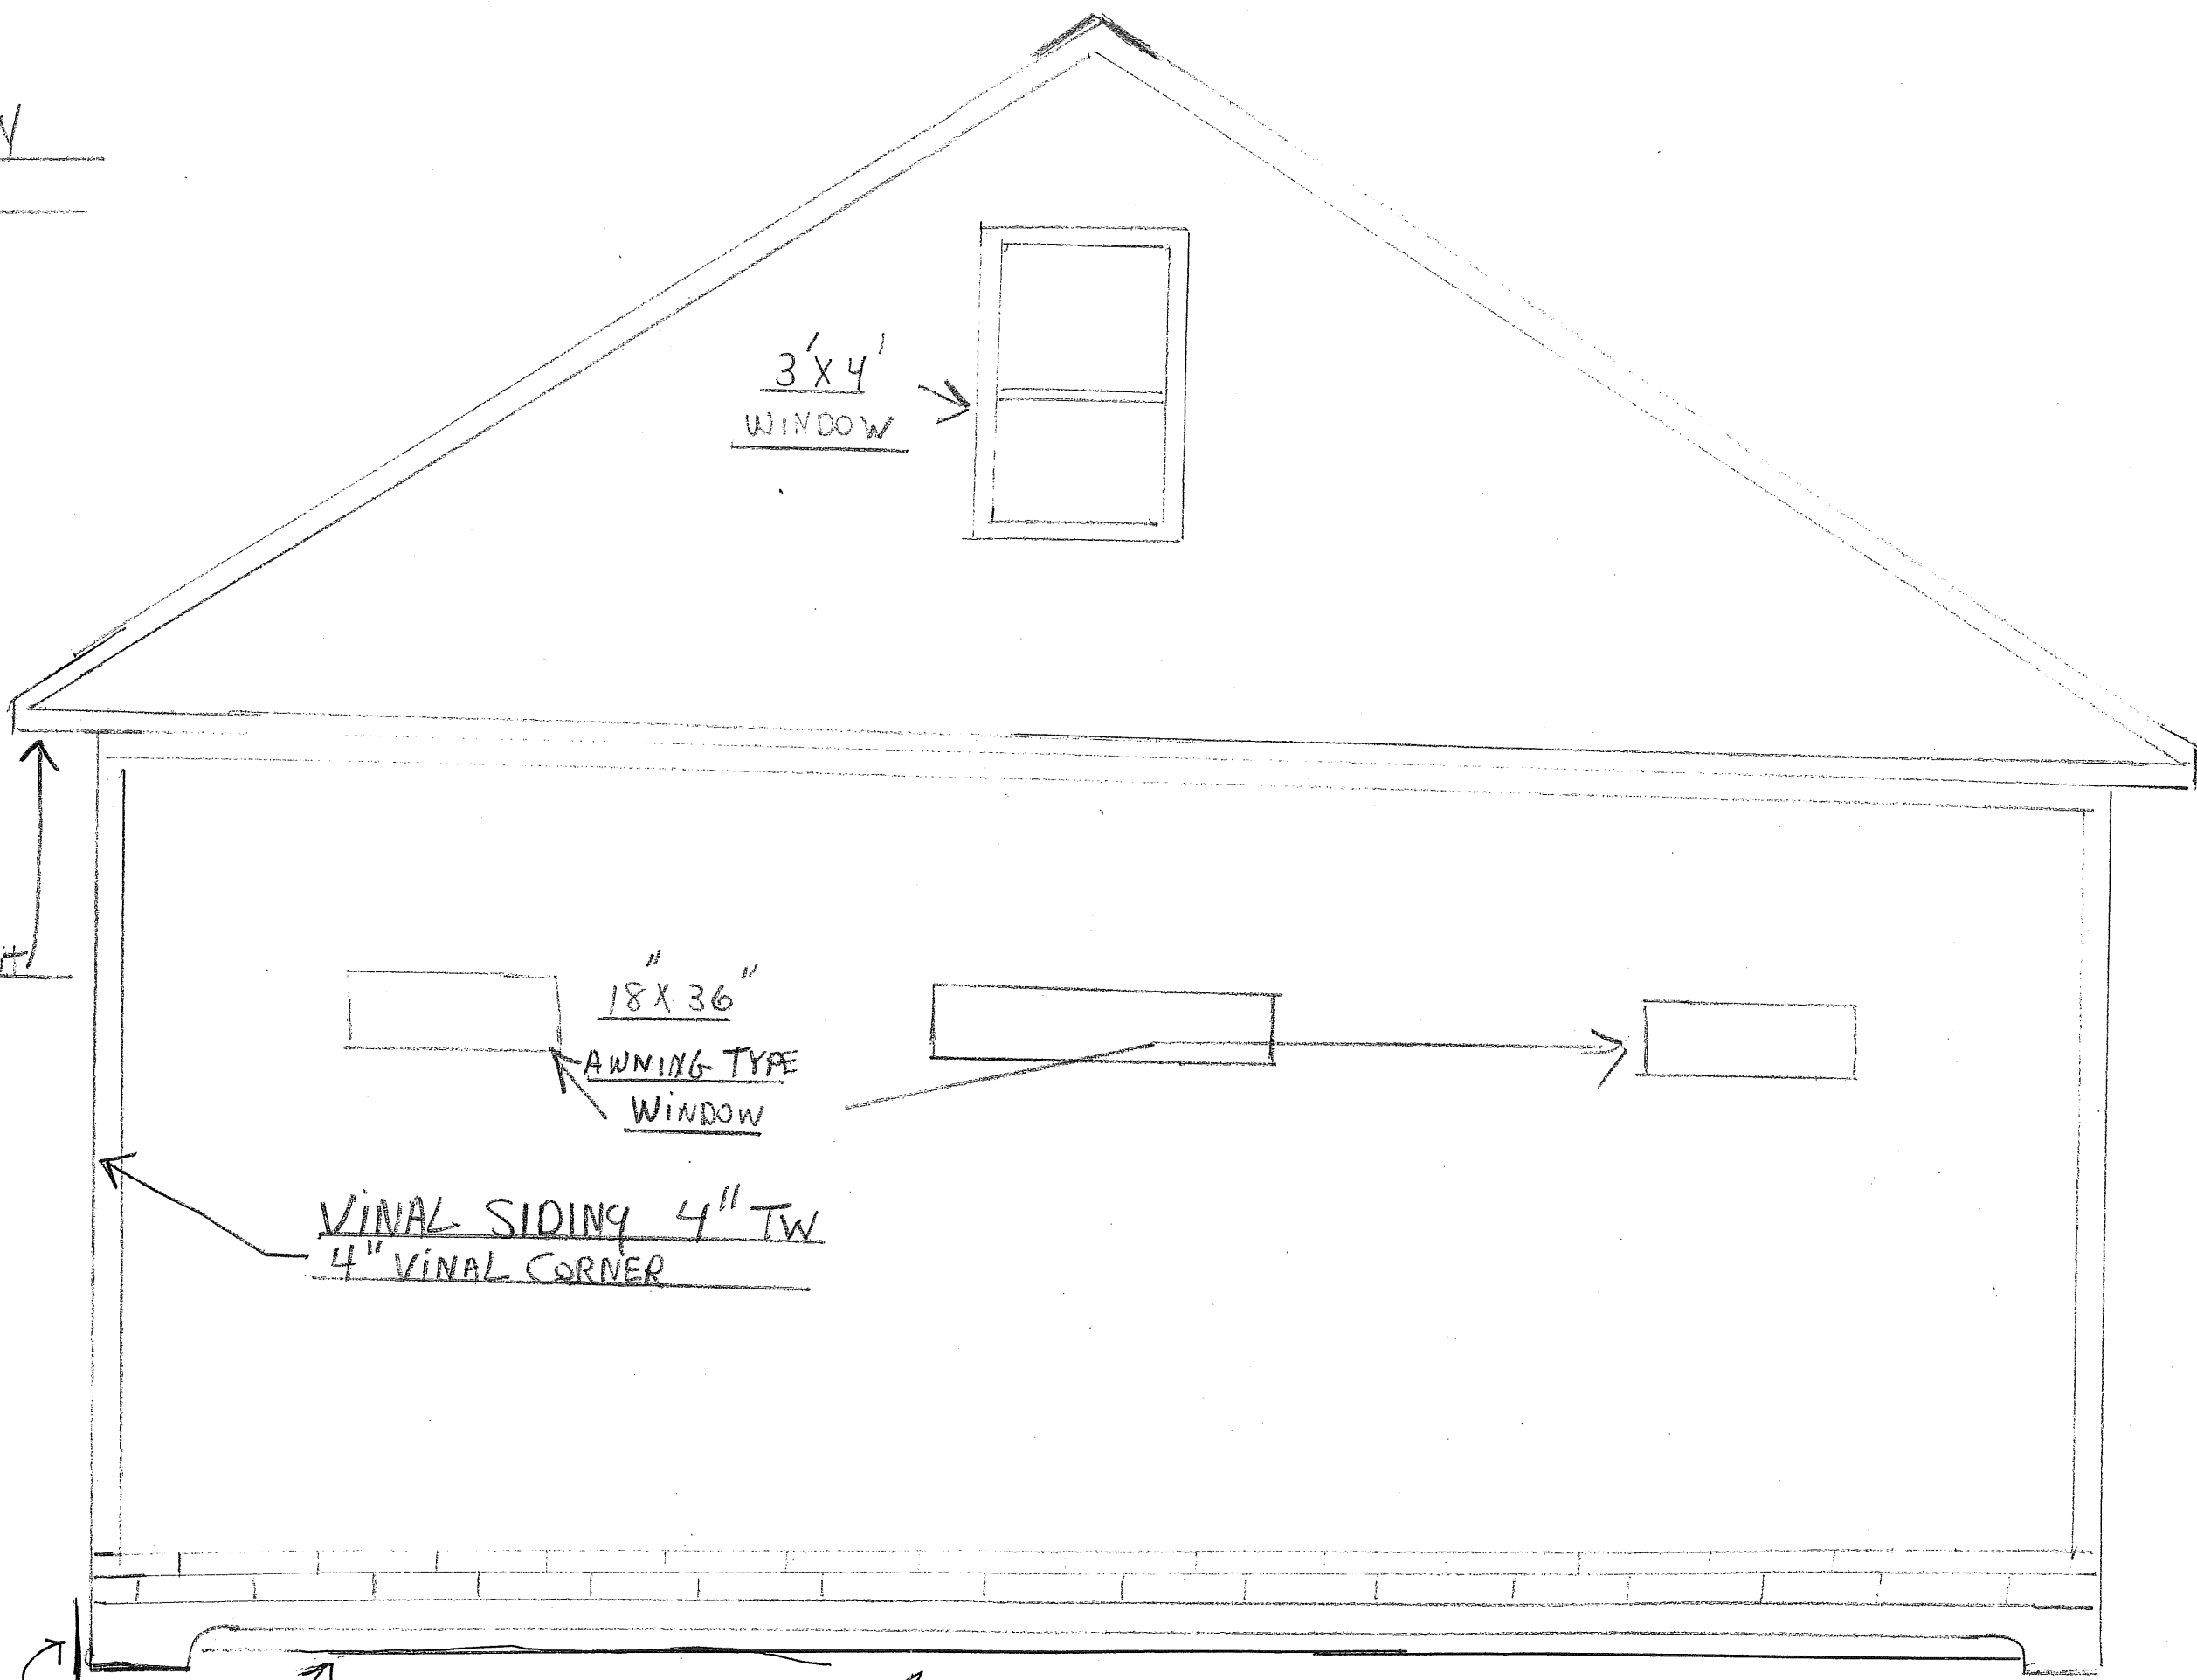 3'X4'
WINDOW
18"X36"
AWNING TYPE
WINDOW
VINAL SIDING 4" TW
4" VINAL CORNER